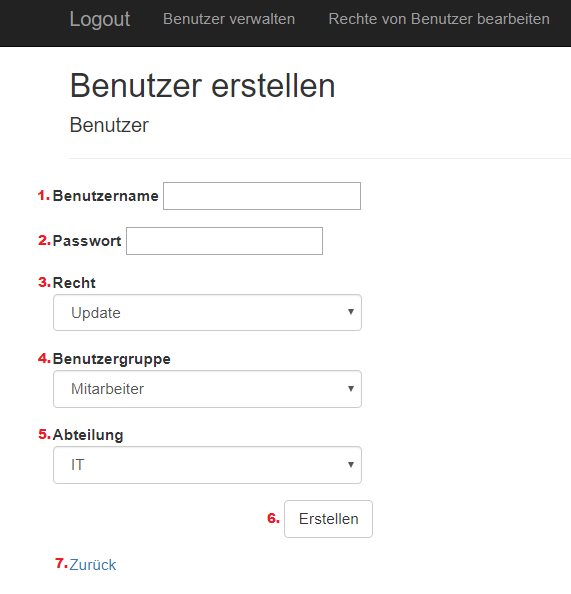 Logout Benutzer verwalten Rechte von Benutzer bearbeiten
Benutzer erstellen
Benutzer
1. Benutzername
2. Passwort
3. Recht
Update
4. Benutzergruppe
Mitarbeiter
5. Abteilung
IT
6. Erstellen
7. Zurück